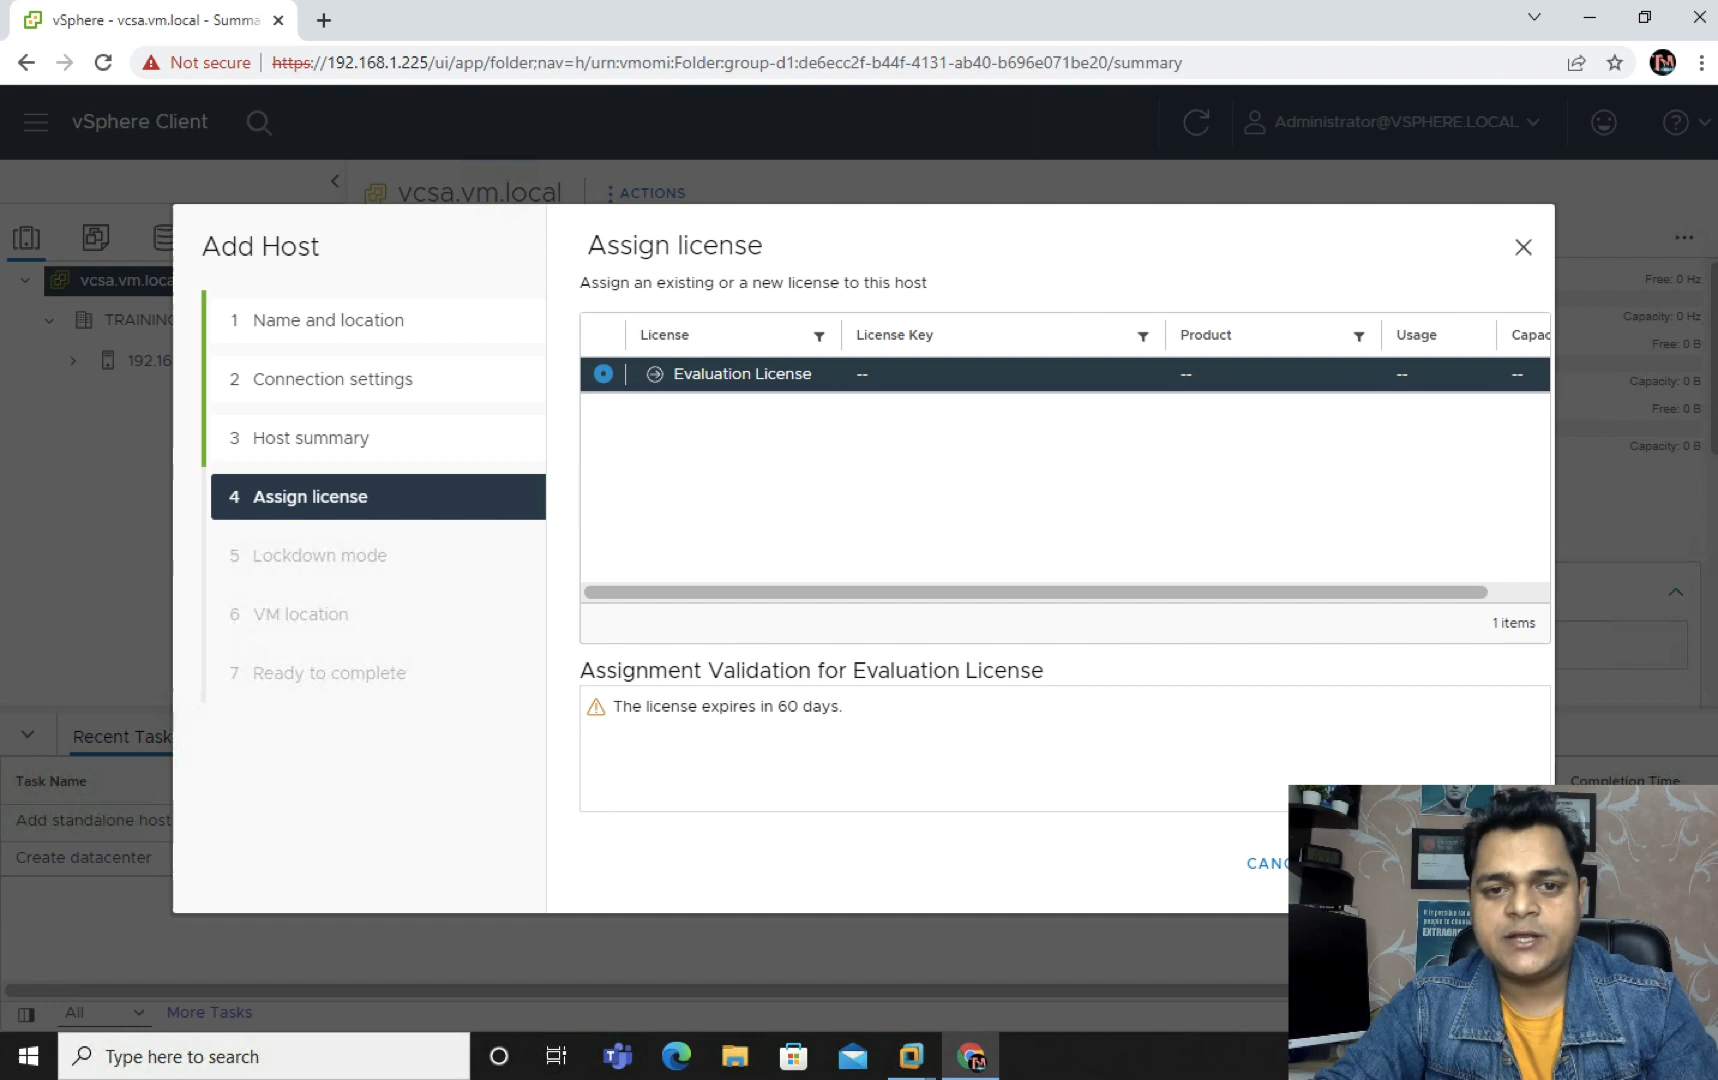 vSphere - vcsa.vm.local - Summa
Not secure
https://192.168.1.225/ui/app/folder;nav=h/urn:vmomi:Folder:group-d1:de6ecc2f-b44f-4131-ab40-b696e071be20/summary
vSphere Client
Administrator@VSPHERE.LOCAL
vcsa.vm.local
ACTIONS
vcsa.vm.loca
TRAINING
192.16
Free: 0 Hz
Capacity: 0 Hz
Free: 0 B
Capacity: 0 B
Free: 0 B
Capacity: 0 B
Add Host
1 Name and location
2 Connection settings
3 Host summary
4 Assign license
5 Lockdown mode
6 VM location
7 Ready to complete
Assign license
Assign an existing or a new license to this host
License License Key Product Usage Capac
Evaluation License -- -- -- --
1 items
Assignment Validation for Evaluation License
The license expires in 60 days.
CANC
Recent Task
Task Name
Completion Time
Add standalone host
Create datacenter
All
More Tasks
Type here to search
EXTRAOR